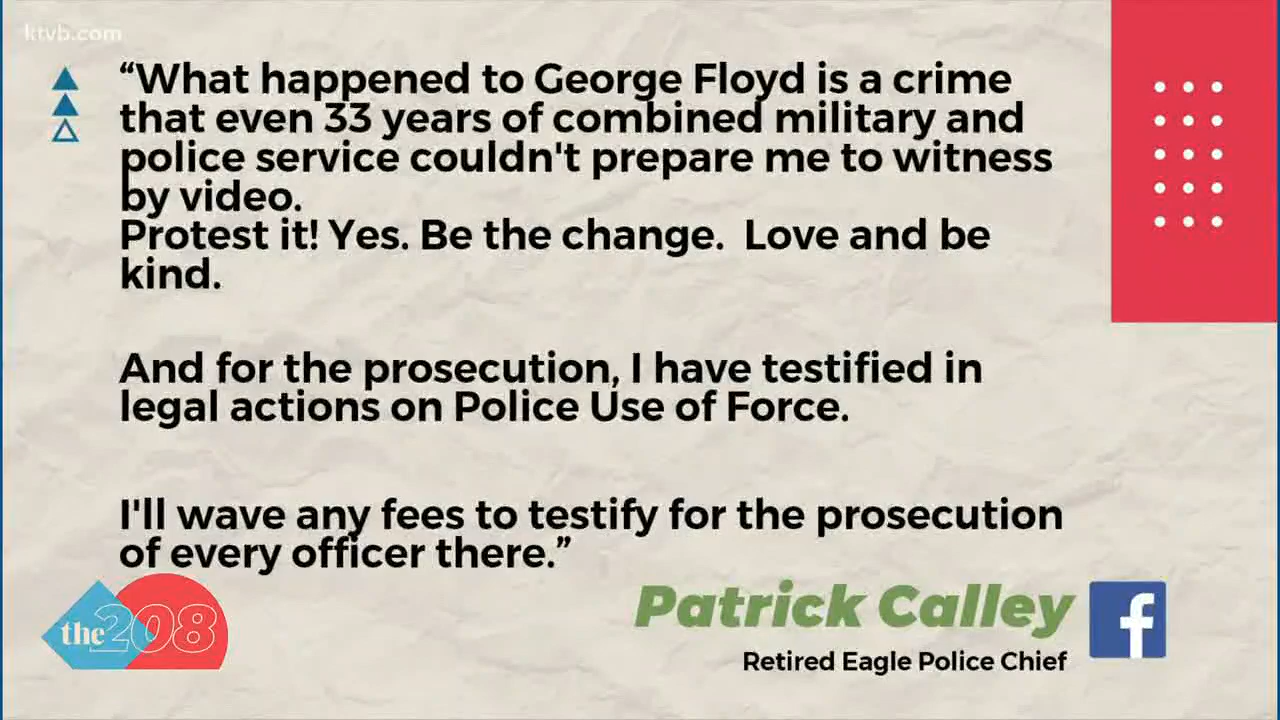 ktvb.com
“What happened to George Floyd is a crime
that even 33 years of combined military and
police service couldn't prepare me to witness
by video.
Protest it! Yes. Be the change.  Love and be
kind.
And for the prosecution, I have testified in
legal actions on Police Use of Force.
I'll wave any fees to testify for the prosecution
of every officer there.”
the 208
Patrick Calley
f
Retired Eagle Police Chief